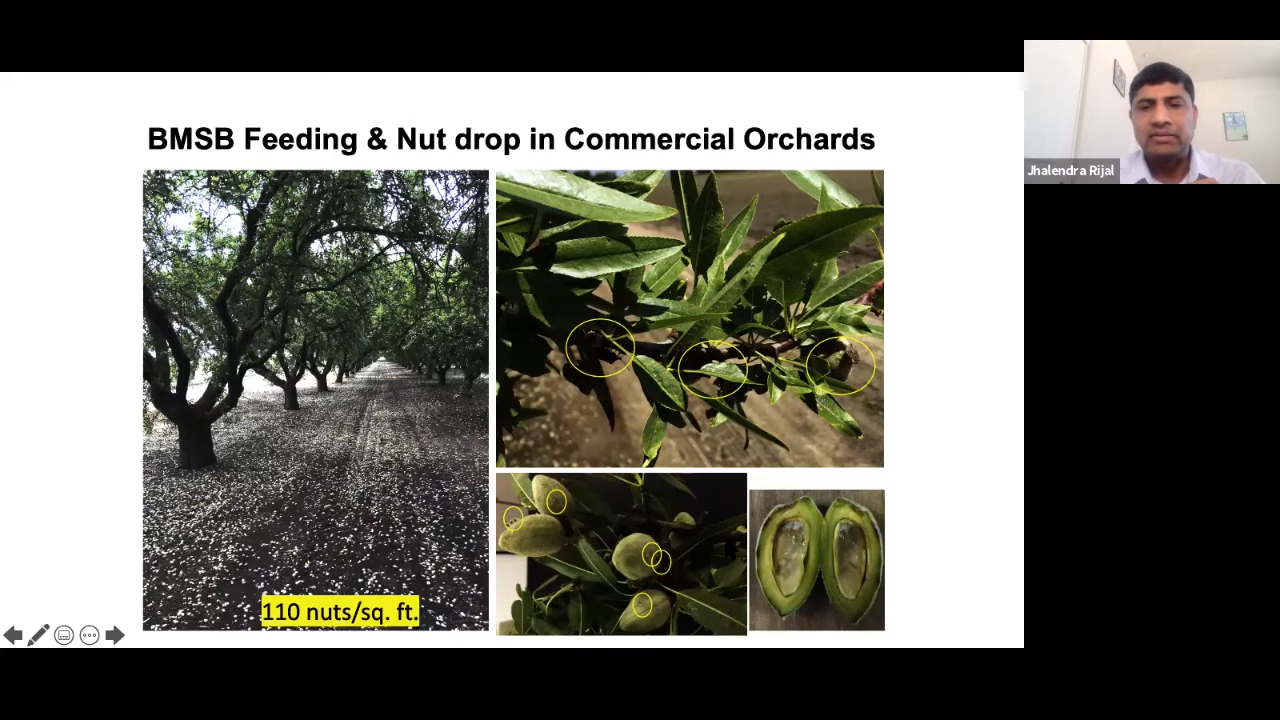 BMSB Feeding & Nut drop in Commercial Orchards
Jhalendra Rijal
110 nuts/sq. ft.